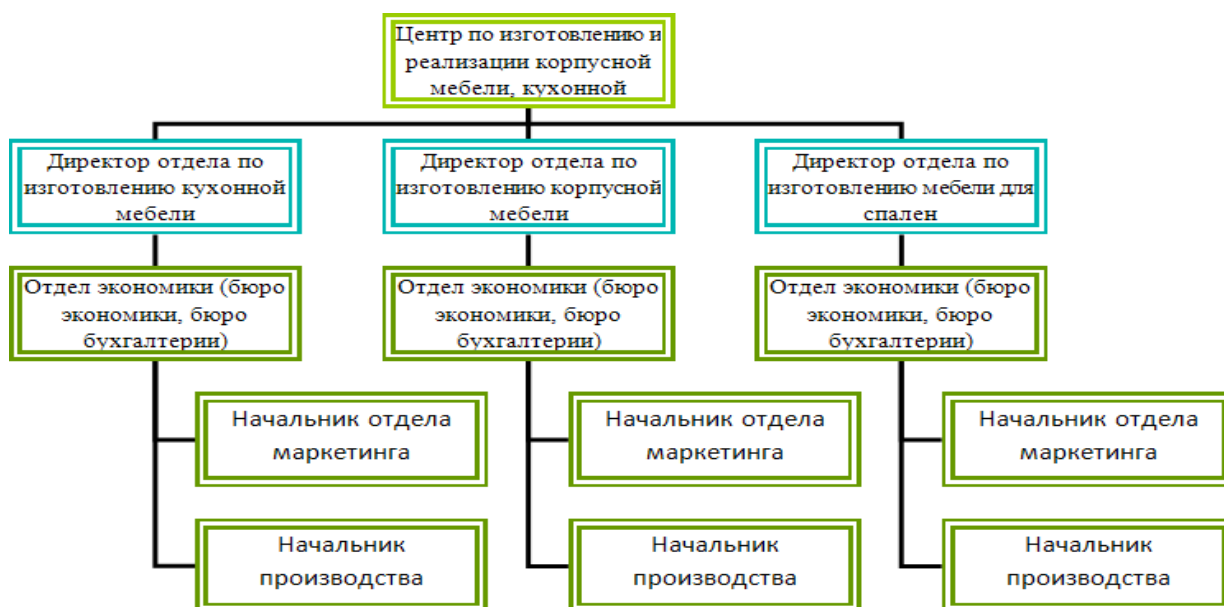 Центр по изготовлению и
реализации корпусной
мебели, кухонной
Директор отдела по
изготовлению кухонной
мебели
Директор отдела по
изготовлению корпусной
мебели
Директор отдела по
изготовлению мебели для
спален
Отдел экономики (бюро
экономики, бюро
бухгалтерии)
Отдел экономики (бюро
экономики, бюро
бухгалтерии)
Отдел экономики (бюро
экономики, бюро
бухгалтерии)
Начальник отдела
маркетинга
Начальник отдела
маркетинга
Начальник отдела
маркетинга
Начальник
производства
Начальник
производства
Начальник
производства